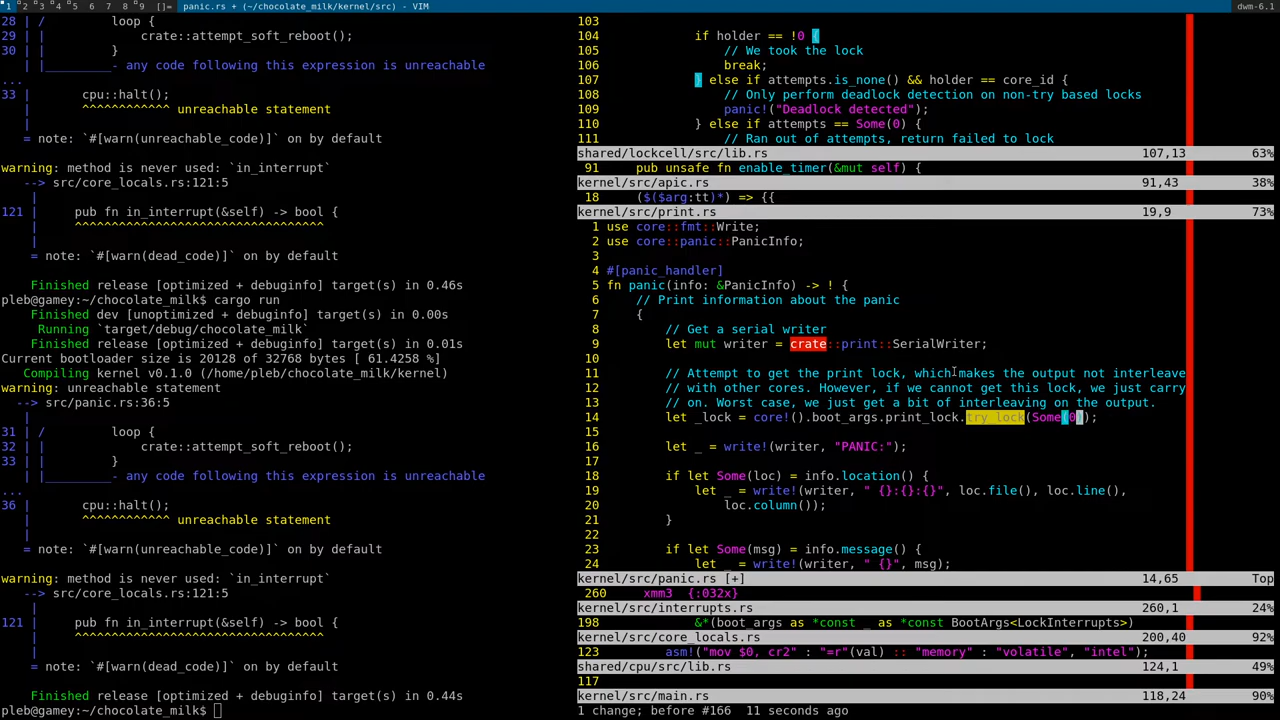 1 2 3 4 5 6 7 8 9 []= panic.rs + (~/chocolate_milk/kernel/src) - VIM dwm-6.1
28 | / loop {
29 | | crate::attempt_soft_reboot();
30 | | }
| |________- any code following this expression is unreachable
...
33 | cpu::halt();
| ^^^^^^^^^^^^ unreachable statement
|
= note: `#[warn(unreachable_code)]` on by default
warning: method is never used: `in_interrupt`
--> src/core_locals.rs:121:5
|
121 | pub fn in_interrupt(&self) -> bool {
| ^^^^^^^^^^^^^^^^^^^^^^^^^^^^^^^^^^
|
= note: `#[warn(dead_code)]` on by default
Finished release [optimized + debuginfo] target(s) in 0.46s
pleb@gamey:~/chocolate_milk$ cargo run
Finished dev [unoptimized + debuginfo] target(s) in 0.00s
Running `target/debug/chocolate_milk`
Finished release [optimized + debuginfo] target(s) in 0.01s
Current bootloader size is 20128 of 32768 bytes [ 61.4258 %]
Compiling kernel v0.1.0 (/home/pleb/chocolate_milk/kernel)
warning: unreachable statement
--> src/panic.rs:36:5
|
31 | / loop {
32 | | crate::attempt_soft_reboot();
33 | | }
| |________- any code following this expression is unreachable
...
36 | cpu::halt();
| ^^^^^^^^^^^^ unreachable statement
|
= note: `#[warn(unreachable_code)]` on by default
warning: method is never used: `in_interrupt`
--> src/core_locals.rs:121:5
|
121 | pub fn in_interrupt(&self) -> bool {
| ^^^^^^^^^^^^^^^^^^^^^^^^^^^^^^^^^^
|
= note: `#[warn(dead_code)]` on by default
Finished release [optimized + debuginfo] target(s) in 0.44s
pleb@gamey:~/chocolate_milk$
103
104 if holder == !0 {
105 // We took the lock
106 break;
107 } else if attempts.is_none() && holder == core_id {
108 // Only perform deadlock detection on non-try based locks
109 panic!("Deadlock detected");
110 } else if attempts == Some(0) {
111 // Ran out of attempts, return failed to lock
shared/lockcell/src/lib.rs 107,13 63%
91 pub unsafe fn enable_timer(&mut self) {
kernel/src/apic.rs 91,43 38%
18 ($($arg:tt)*) => {{
kernel/src/print.rs 19,9 73%
1 use core::fmt::Write;
2 use core::panic::PanicInfo;
3
4 #[panic_handler]
5 fn panic(info: &PanicInfo) -> ! {
6 // Print information about the panic
7 {
8 // Get a serial writer
9 let mut writer = crate::print::SerialWriter;
10
11 // Attempt to get the print lock, which makes the output not interleave
12 // with other cores. However, if we cannot get this lock, we just carry
13 // on. Worst case, we just get a bit of interleaving on the output.
14 let _lock = core!().boot_args.print_lock.try_lock(Some(0));
15
16 let _ = write!(writer, "PANIC:");
17
18 if let Some(loc) = info.location() {
19 let _ = write!(writer, " {}:{}:{}", loc.file(), loc.line(),
20 loc.column());
21 }
22
23 if let Some(msg) = info.message() {
24 let _ = write!(writer, " {}", msg);
kernel/src/panic.rs [+] 14,65 Top
260 xmm3 {:032x}
kernel/src/interrupts.rs 260,1 24%
198 &*(boot_args as *const _ as *const BootArgs<LockInterrupts>)
kernel/src/core_locals.rs 200,40 92%
123 asm!("mov $0, cr2" : "=r"(val) :: "memory" : "volatile", "intel");
shared/cpu/src/lib.rs 124,1 49%
117
kernel/src/main.rs 118,24 90%
1 change; before #166 11 seconds ago